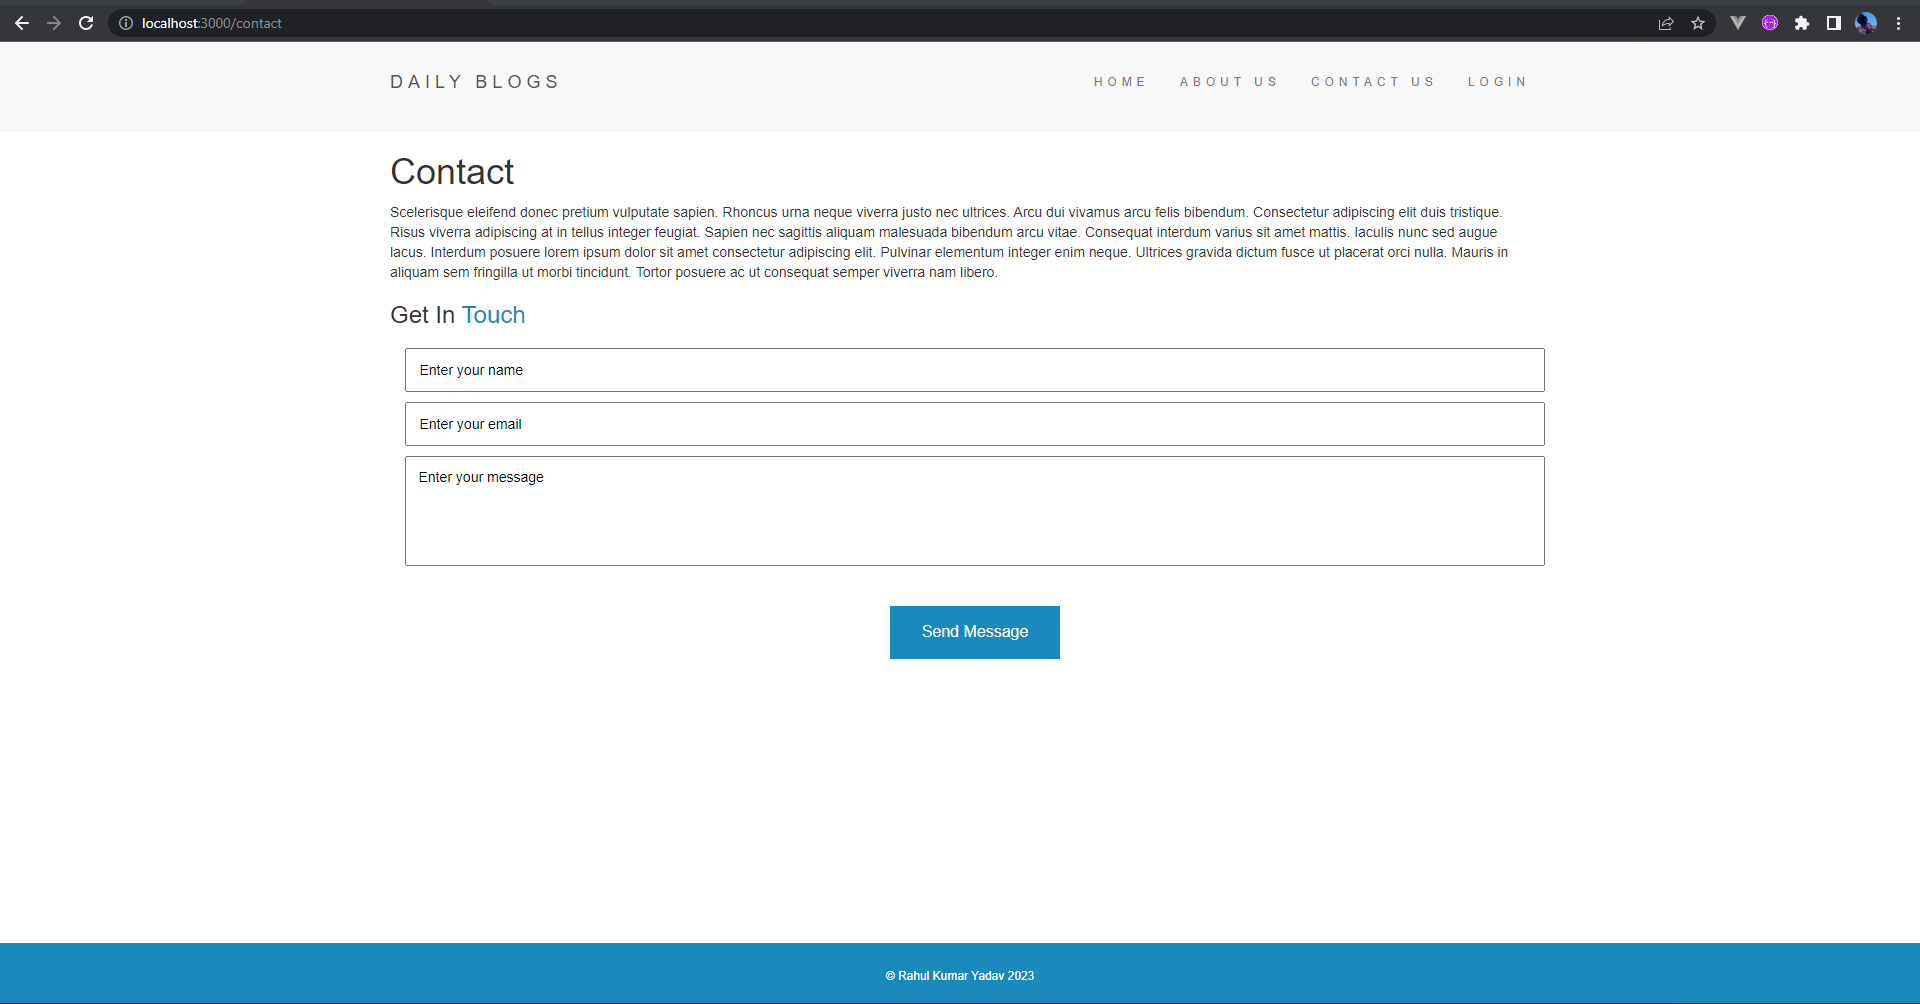 localhost:3000/contact
DAILY BLOGS
HOME ABOUT US CONTACT US LOGIN
Contact
Scelerisque eleifend donec pretium vulputate sapien. Rhoncus urna neque viverra justo nec ultrices. Arcu dui vivamus arcu felis bibendum. Consectetur adipiscing elit duis tristique.
Risus viverra adipiscing at in tellus integer feugiat. Sapien nec sagittis aliquam malesuada bibendum arcu vitae. Consequat interdum varius sit amet mattis. Iaculis nunc sed augue
lacus. Interdum posuere lorem ipsum dolor sit amet consectetur adipiscing elit. Pulvinar elementum integer enim neque. Ultrices gravida dictum fusce ut placerat orci nulla. Mauris in
aliquam sem fringilla ut morbi tincidunt. Tortor posuere ac ut consequat semper viverra nam libero.
Get In Touch
Enter your name
Enter your email
Enter your message
Send Message
© Rahul Kumar Yadav 2023